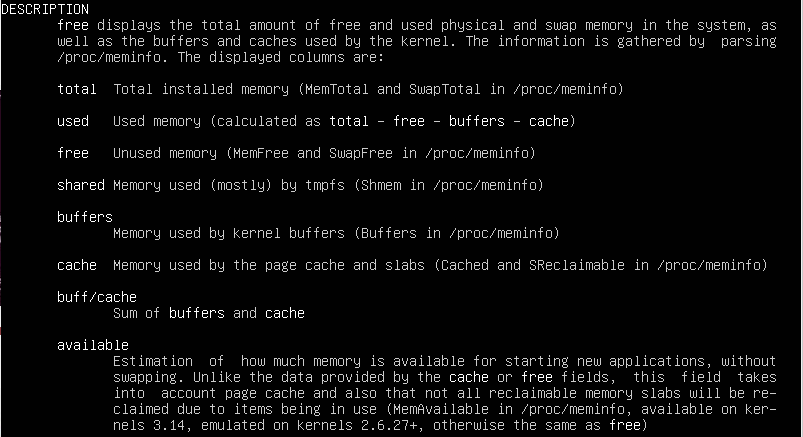 DESCRIPTION
free displays the total amount of free and used physical and swap memory in the system, as
well as the buffers and caches used by the kernel. The information is gathered by parsing
/proc/meminfo. The displayed columns are:
total Total installed memory (MemTotal and SwapTotal in /proc/meminfo)
used Used memory (calculated as total - free - buffers - cache)
free Unused memory (MemFree and SwapFree in /proc/meminfo)
shared Memory used (mostly) by tmpfs (Shmem in /proc/meminfo)
buffers
Memory used by kernel buffers (Buffers in /proc/meminfo)
cache Memory used by the page cache and slabs (Cached and SReclaimable in /proc/meminfo)
buff/cache
Sum of buffers and cache
available
Estimation of how much memory is available for starting new applications, without
swapping. Unlike the data provided by the cache or free fields, this field takes
into account page cache and also that not all reclaimable memory slabs will be re-
claimed due to items being in use (MemAvailable in /proc/meminfo, available on ker-
nels 3.14, emulated on kernels 2.6.27+, otherwise the same as free)